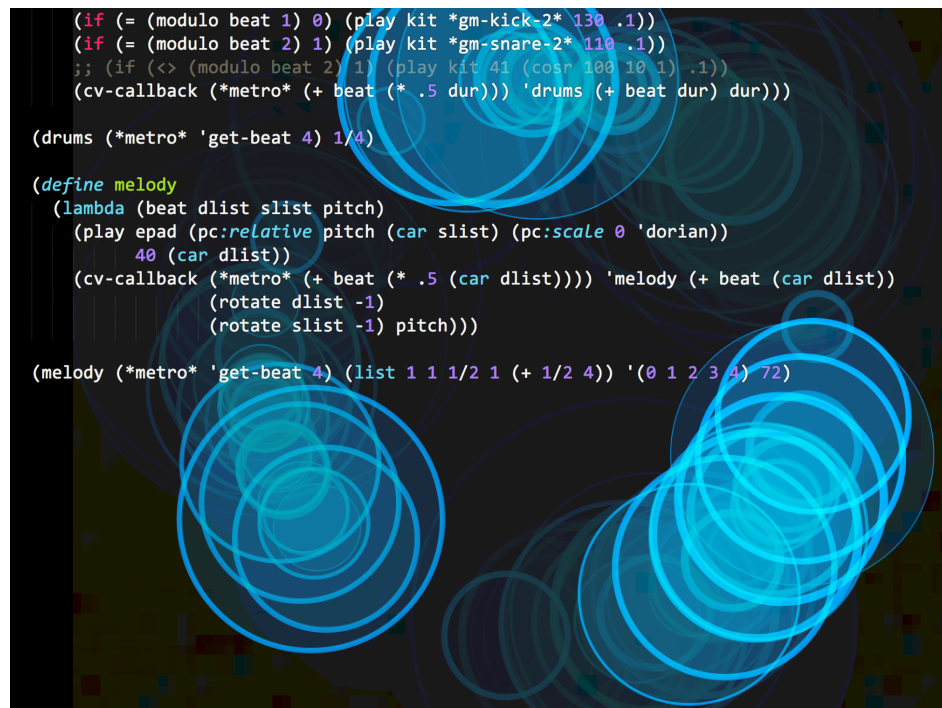 (if (= (modulo beat 1) 0) (play kit *gm-kick-2* 130 .1))
(if (= (modulo beat 2) 1) (play kit *gm-snare-2* 110 .1))
;; (if (<> (modulo beat 2) 1) (play kit 41 (cosr 100 10 1) .1))
(cv-callback (*metro* (+ beat (* .5 dur))) 'drums (+ beat dur) dur)))
(drums (*metro* 'get-beat 4) 1/4)
(define melody
(lambda (beat dlist slist pitch)
(play epad (pc:relative pitch (car slist) (pc:scale 0 'dorian))
40 (car dlist))
(cv-callback (*metro* (+ beat (* .5 (car dlist)))) 'melody (+ beat (car dlist))
(rotate dlist -1)
(rotate slist -1) pitch)))
(melody (*metro* 'get-beat 4) (list 1 1 1/2 1 (+ 1/2 4)) '(0 1 2 3 4) 72)